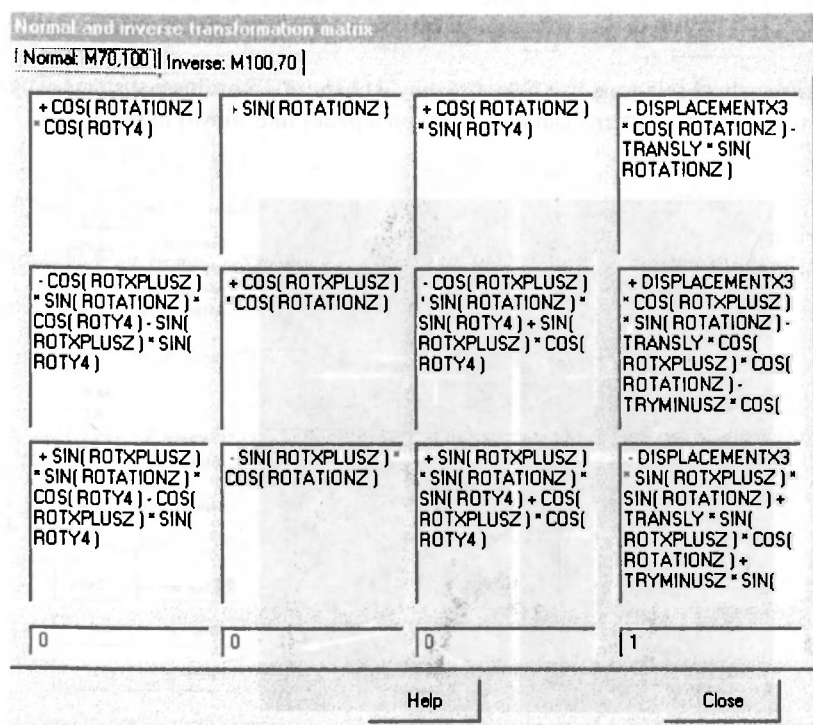 Normal and inverse transformation matrix
Normal: M70,100 Inverse: M100,70
+ COS( ROTATIONZ )
* COS( ROTY4 )
+ SIN( ROTATIONZ )
+ COS( ROTATIONZ )
* SIN( ROTY4 )
- DISPLACEMENTX3
* COS( ROTATIONZ ) -
TRANSLY * SIN(
ROTATIONZ )
- COS( ROTXPLUSZ )
* SIN( ROTATIONZ ) *
COS( ROTY4 ) - SIN(
ROTXPLUSZ ) * SIN(
ROTY4 )
+ COS( ROTXPLUSZ )
* COS( ROTATIONZ )
- COS( ROTXPLUSZ )
* SIN( ROTATIONZ ) *
SIN( ROTY4 ) + SIN(
ROTXPLUSZ ) * COS(
ROTY4 )
+ DISPLACEMENTX3
* COS( ROTXPLUSZ )
* SIN( ROTATIONZ ) -
TRANSLY * COS(
ROTXPLUSZ ) * COS(
ROTATIONZ ) -
TRYMINUSZ * COS(
+ SIN( ROTXPLUSZ )
* SIN( ROTATIONZ ) *
COS( ROTY4 ) - COS(
ROTXPLUSZ ) * SIN(
ROTY4 )
- SIN( ROTXPLUSZ ) *
COS( ROTATIONZ )
+ SIN( ROTXPLUSZ )
* SIN( ROTATIONZ ) *
SIN( ROTY4 ) + COS(
ROTXPLUSZ ) * COS(
ROTY4 )
- DISPLACEMENTX3
* SIN( ROTXPLUSZ ) *
SIN( ROTATIONZ ) +
TRANSLY * SIN(
ROTXPLUSZ ) * COS(
ROTATIONZ ) +
TRYMINUSZ * SIN(
0 0 0 1
Help Close